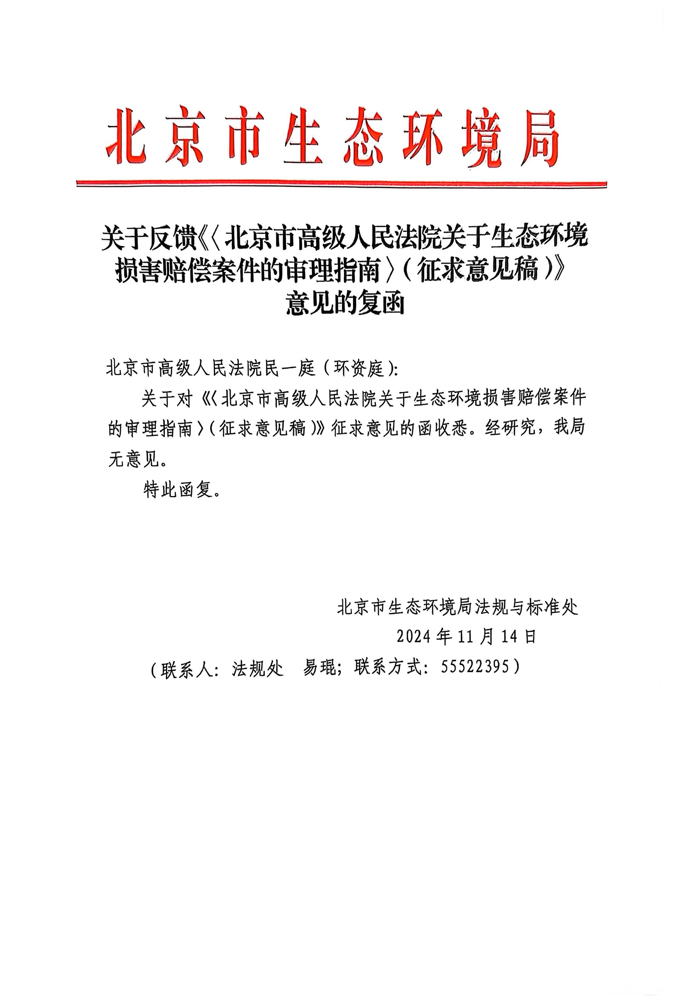 北京市生态环境局
关于反馈《〈北京市高级人民法院关于生态环境
损害赔偿案件的审理指南〉（征求意见稿）》
意见的复函
北京市高级人民法院民一庭（环资庭）：
关于对《〈北京市高级人民法院关于生态环境损害赔偿案件
的审理指南〉（征求意见稿）》征求意见的函收悉。经研究，我局
无意见。
特此函复。
北京市生态环境局法规与标准处
2024 年 11 月 14 日
（联系人：法规处　易琨；联系方式：55522395）